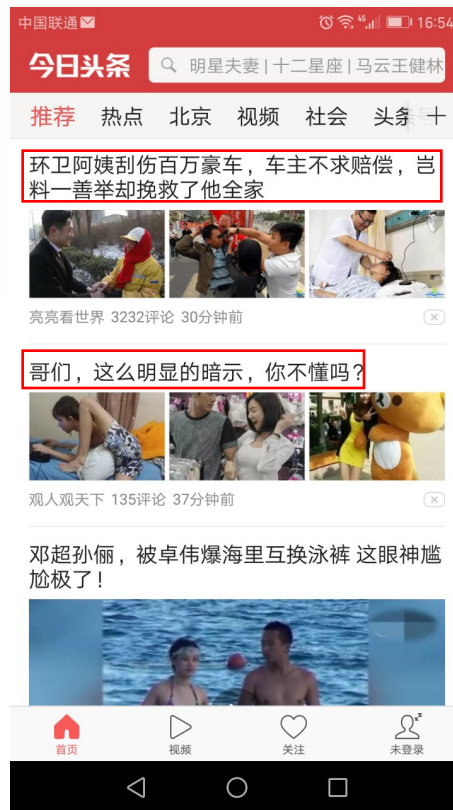 中国联通 4G 16:54
今日头条 明星夫妻 | 十二星座 | 马云王健林
推荐 热点 北京 视频 社会 头条号 +
环卫阿姨刮伤百万豪车，车主不求赔偿，岂
料一善举却挽救了他全家
亮亮看世界 3232评论 30分钟前
哥们，这么明显的暗示，你不懂吗？
观人观天下 135评论 37分钟前
邓超孙俪，被卓伟爆海里互换泳裤 这眼神尴
尬极了！
首页 视频 关注 未登录